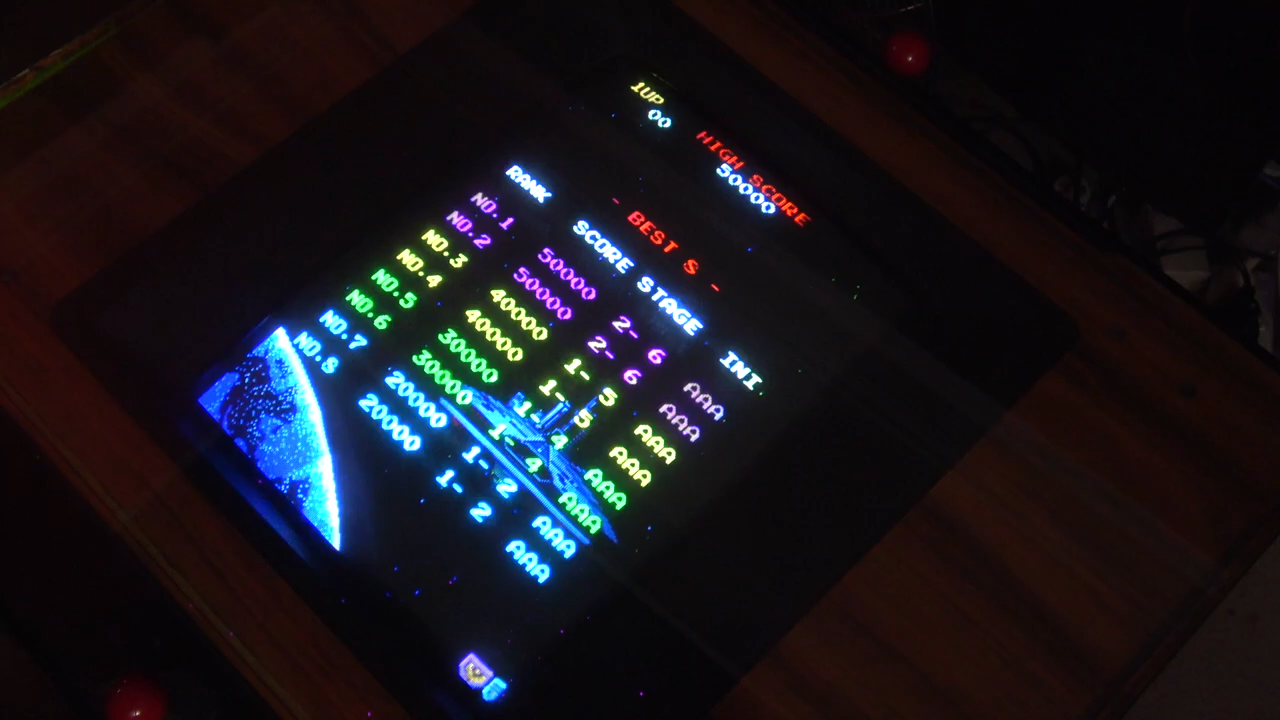 1UP
00
HIGH SCORE
50000
- BEST 8 -
RANK SCORE STAGE INI
NO.1 50000 2- 6 AAA
NO.2 50000 2- 6 AAA
NO.3 40000 1- 5 AAA
NO.4 40000 1- 5 AAA
NO.5 30000 1- 4 AAA
NO.6 30000 1- 4 AAA
NO.7 20000 1- 2 AAA
NO.8 20000 1- 2 AAA